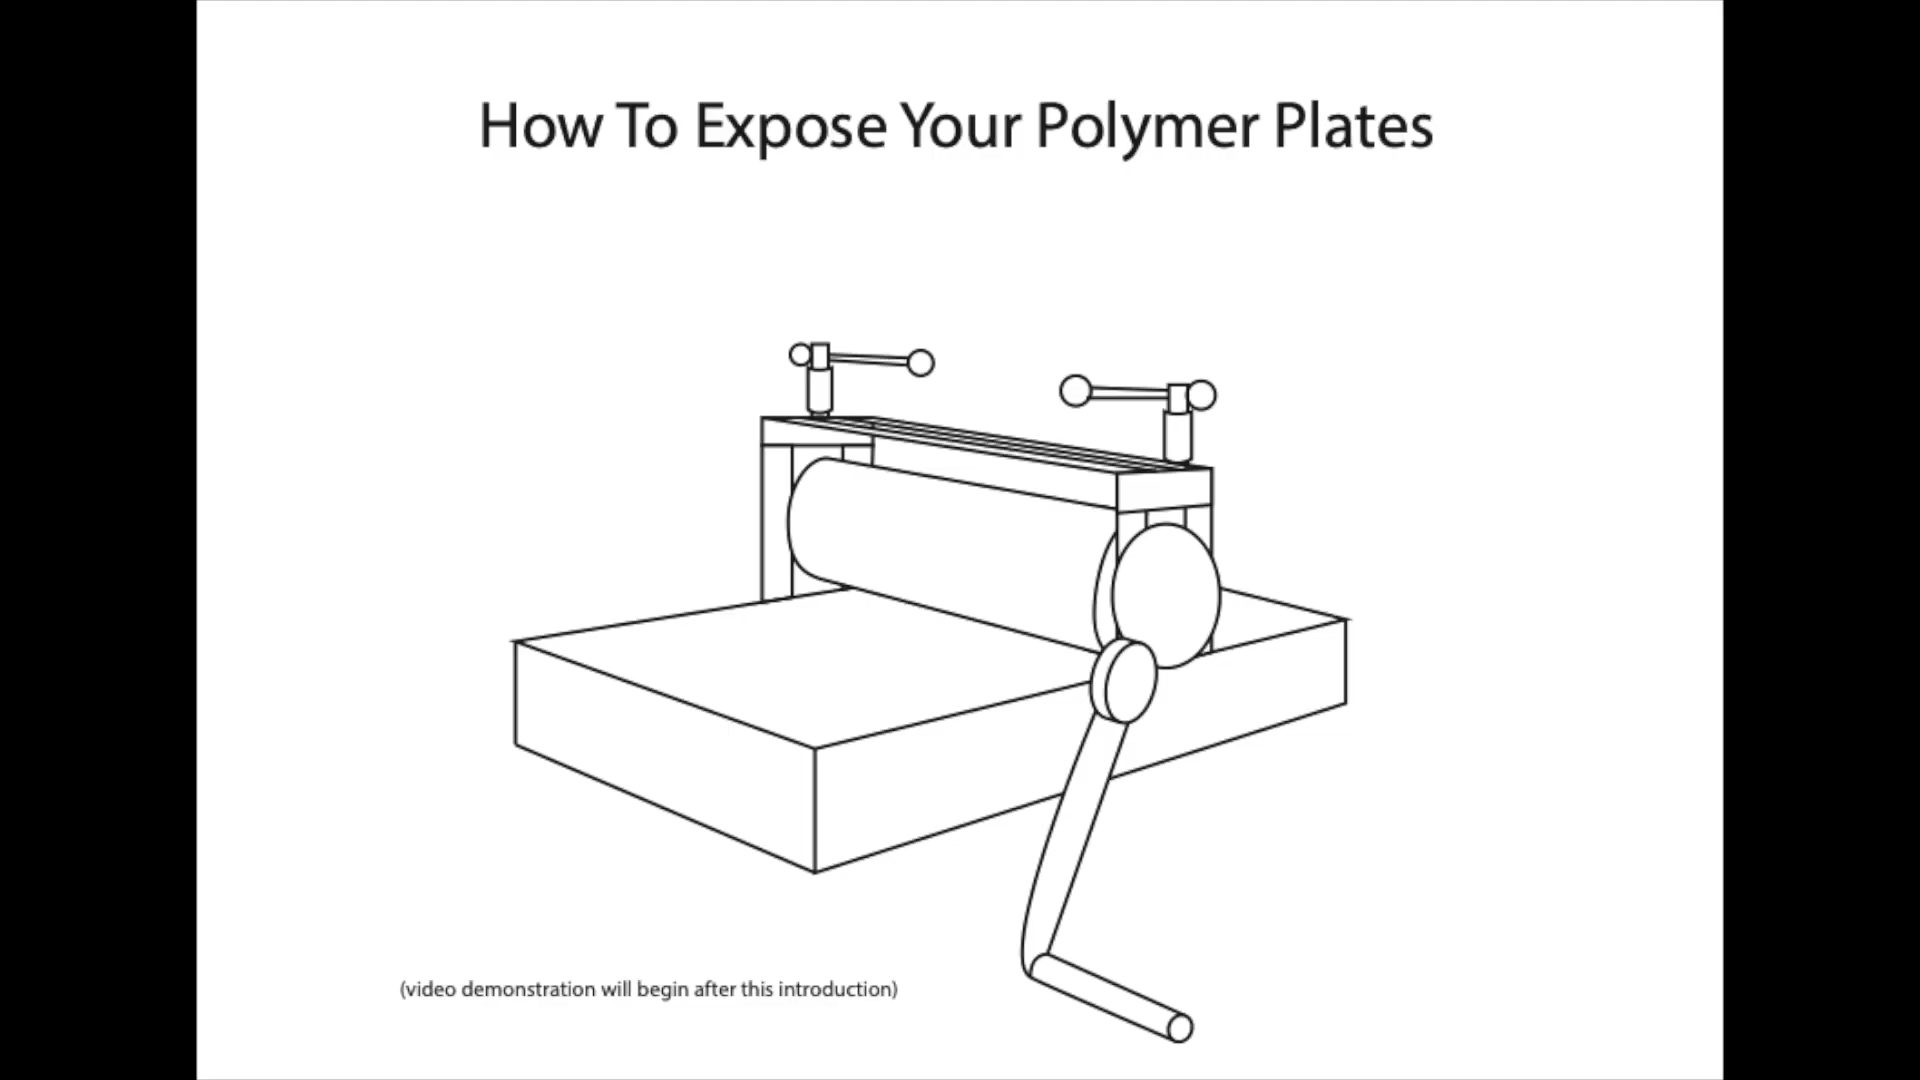 How To Expose Your Polymer Plates
(video demonstration will begin after this introduction)